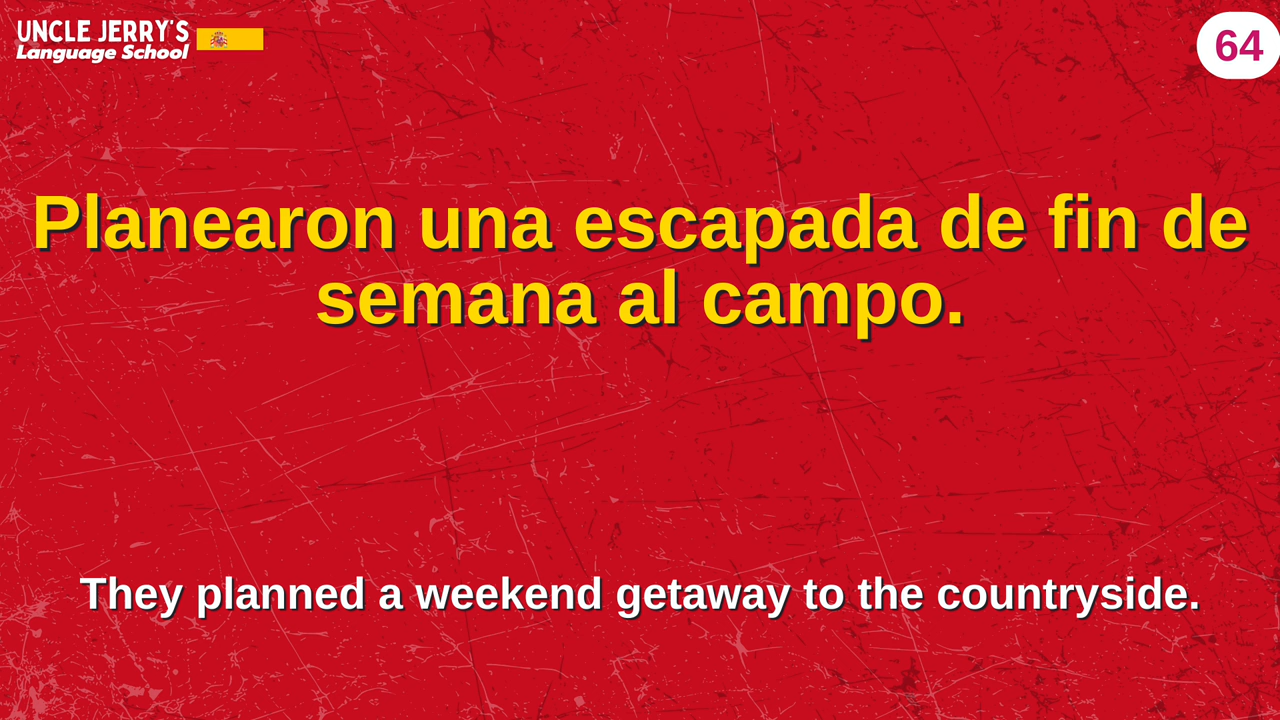 UNCLE JERRY'S
Language School
64
Planearon una escapada de fin de
semana al campo.
They planned a weekend getaway to the countryside.